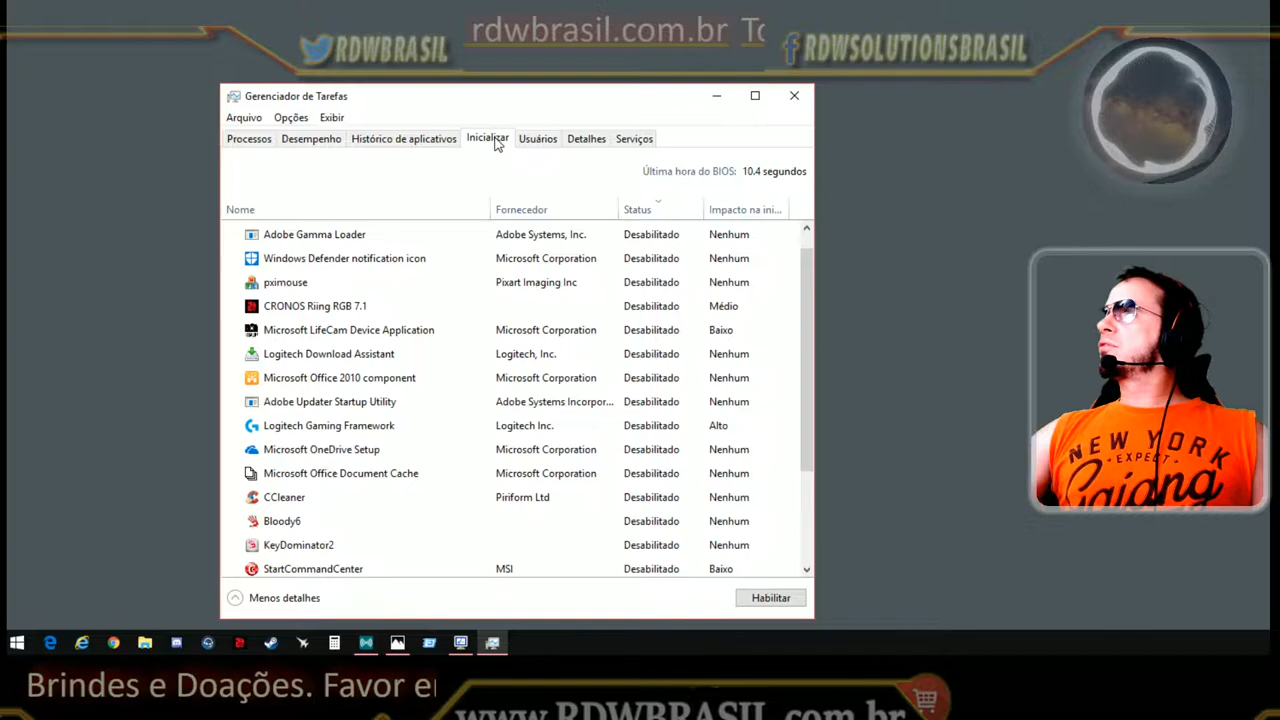 rdwbrasil.com.br To
RDWBRASIL
RDWSOLUTIONSBRASIL
Gerenciador de Tarefas
Arquivo Opções Exibir
Processos Desempenho Histórico de aplicativos Inicializar Usuários Detalhes Serviços
Última hora do BIOS: 10.4 segundos
Nome Fornecedor Status Impacto na ini...
Adobe Gamma Loader Adobe Systems, Inc. Desabilitado Nenhum
Windows Defender notification icon Microsoft Corporation Desabilitado Nenhum
pximouse Pixart Imaging Inc Desabilitado Nenhum
CRONOS Riing RGB 7.1 Desabilitado Médio
Microsoft LifeCam Device Application Microsoft Corporation Desabilitado Baixo
Logitech Download Assistant Logitech, Inc. Desabilitado Nenhum
Microsoft Office 2010 component Microsoft Corporation Desabilitado Nenhum
Adobe Updater Startup Utility Adobe Systems Incorpor... Desabilitado Nenhum
Logitech Gaming Framework Logitech Inc. Desabilitado Alto
Microsoft OneDrive Setup Microsoft Corporation Desabilitado Nenhum
Microsoft Office Document Cache Microsoft Corporation Desabilitado Nenhum
CCleaner Piriform Ltd Desabilitado Nenhum
Bloody6 Desabilitado Nenhum
KeyDominator2 Desabilitado Nenhum
StartCommandCenter MSI Desabilitado Baixo
Menos detalhes Habilitar
NEW YORK
- EXPECT -
Brindes e Doações. Favor e
www.RDWBRASIL.com.br